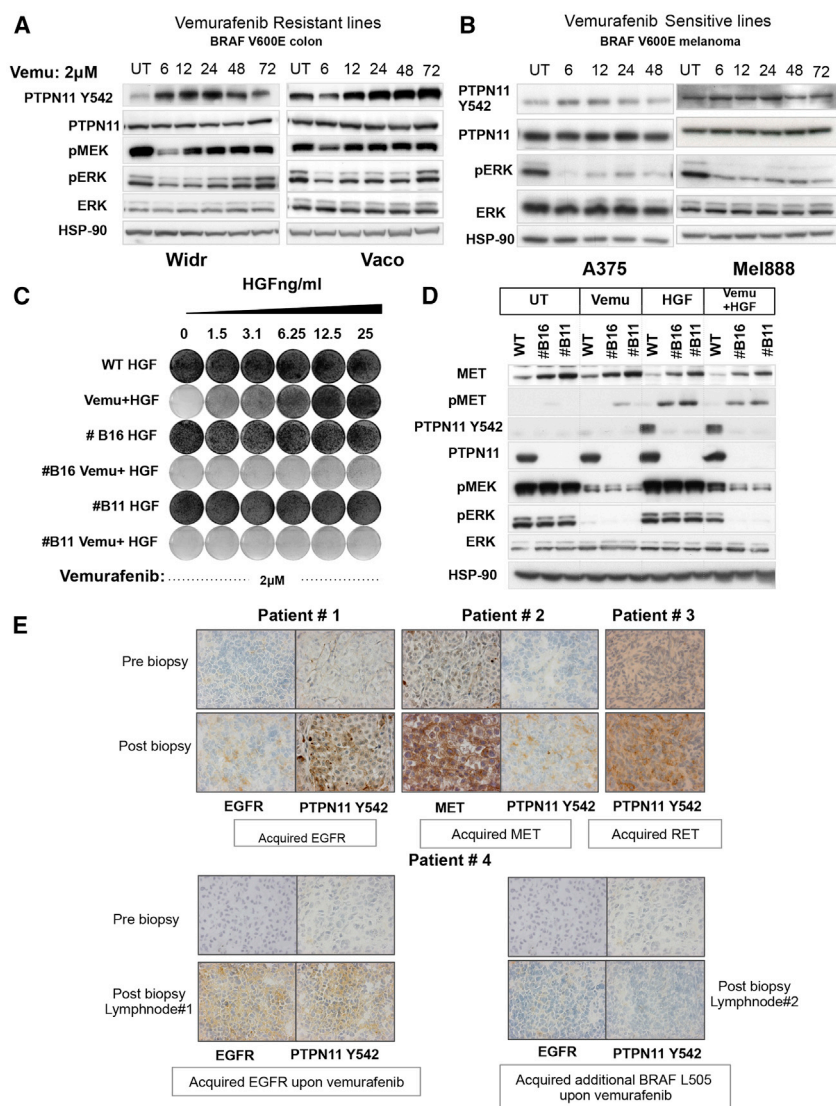 A
Vemurafenib Resistant lines
BRAF V600E colon
Vemu: 2µM
UT 6 12 24 48 72
UT 6 12 24 48 72
PTPN11 Y542
PTPN11
pMEK
pERK
ERK
HSP-90
Widr
Vaco
B
Vemurafenib Sensitive lines
BRAF V600E melanoma
UT 6 12 24 48
UT 6 12 24 48 72
PTPN11
Y542
PTPN11
pERK
ERK
HSP-90
A375
Mel888
C
HGFng/ml
0 1.5 3.1 6.25 12.5 25
WT HGF
Vemu+HGF
# B16 HGF
#B16 Vemu+ HGF
#B11 HGF
#B11 Vemu+ HGF
Vemurafenib:
2µM
D
UT
Vemu
HGF
Vemu
+HGF
WT #B16 #B11 WT #B16 #B11 WT #B16 #B11 WT #B16 #B11
MET
pMET
PTPN11 Y542
PTPN11
pMEK
pERK
ERK
HSP-90
E
Patient # 1
Patient # 2
Patient # 3
Pre biopsy
Post biopsy
EGFR
PTPN11 Y542
MET
PTPN11 Y542
PTPN11 Y542
Acquired EGFR
Acquired MET
Acquired RET
Patient # 4
Pre biopsy
Post biopsy
Lymphnode#1
Post biopsy
Lymphnode#2
EGFR
PTPN11 Y542
EGFR
PTPN11 Y542
Acquired EGFR upon vemurafenib
Acquired additional BRAF L505
upon vemurafenib